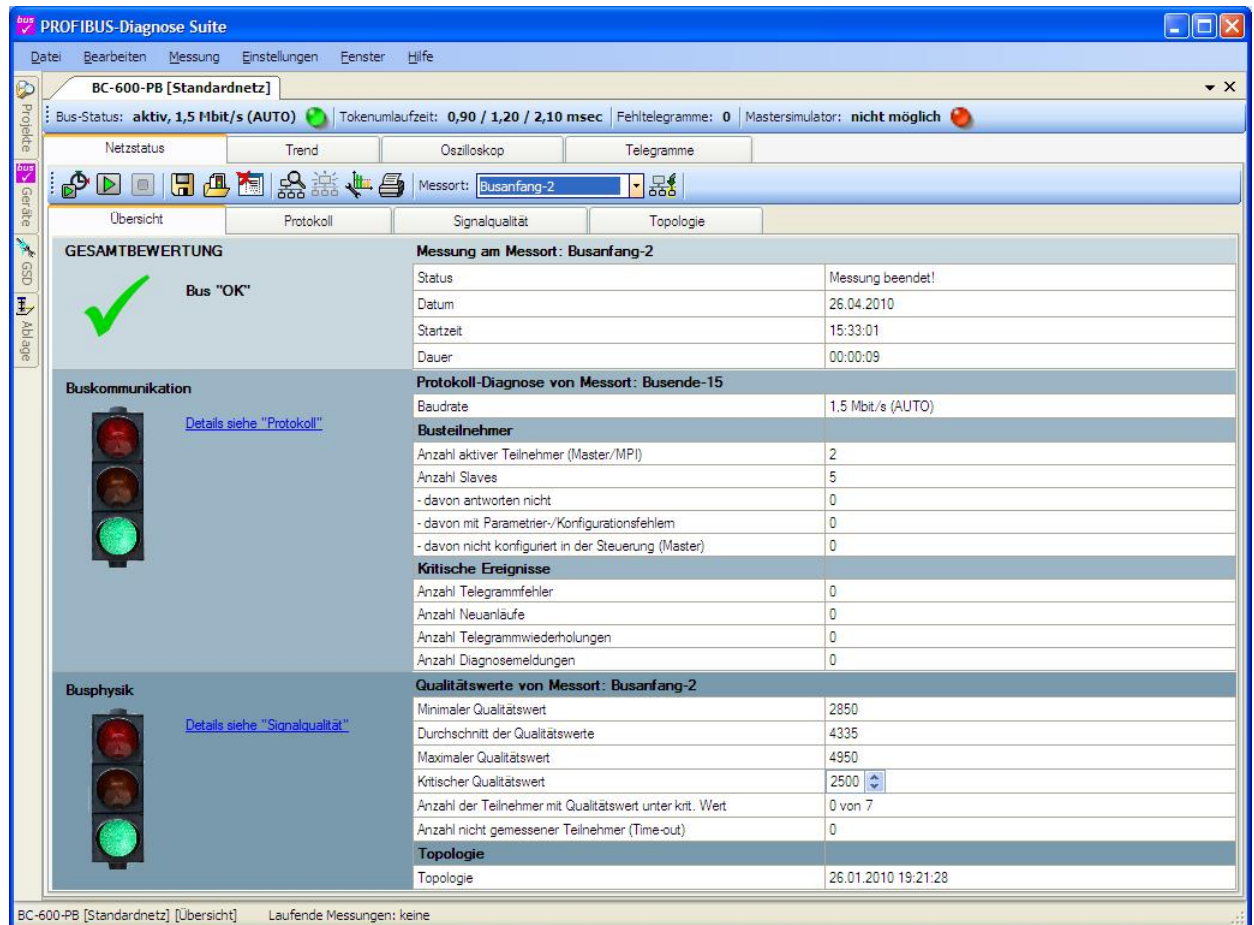 bus PROFIBUS-Diagnose Suite
Datei Bearbeiten Messung Einstellungen Fenster Hilfe
BC-600-PB [Standardnetz]
Bus-Status: aktiv, 1,5 Mbit/s (AUTO) Tokenumlaufzeit: 0,90 / 1,20 / 2,10 msec Fehltelegramme: 0 Mastersimulator: nicht möglich
Projekte
bus Geräte
GSD
Ablage
Netzstatus Trend Oszilloskop Telegramme
Messort: Busanfang-2
Übersicht Protokoll Signalqualität Topologie
GESAMTBEWERTUNG
Bus "OK"
Messung am Messort: Busanfang-2
Status Messung beendet!
Datum 26.04.2010
Startzeit 15:33:01
Dauer 00:00:09
Buskommunikation
Details siehe "Protokoll"
Protokoll-Diagnose von Messort: Busende-15
Baudrate 1,5 Mbit/s (AUTO)
Busteilnehmer
Anzahl aktiver Teilnehmer (Master/MPI) 2
Anzahl Slaves 5
- davon antworten nicht 0
- davon mit Parametrier-/Konfigurationsfehlern 0
- davon nicht konfiguriert in der Steuerung (Master) 0
Kritische Ereignisse
Anzahl Telegrammfehler 0
Anzahl Neuanläufe 0
Anzahl Telegrammwiederholungen 0
Anzahl Diagnosemeldungen 0
Busphysik
Details siehe "Signalqualität"
Qualitätswerte von Messort: Busanfang-2
Minimaler Qualitätswert 2850
Durchschnitt der Qualitätswerte 4335
Maximaler Qualitätswert 4950
Kritischer Qualitätswert 2500
Anzahl der Teilnehmer mit Qualitätswert unter krit. Wert 0 von 7
Anzahl nicht gemessener Teilnehmer (Time-out) 0
Topologie
Topologie 26.01.2010 19:21:28
BC-600-PB [Standardnetz] [Übersicht] Laufende Messungen: keine